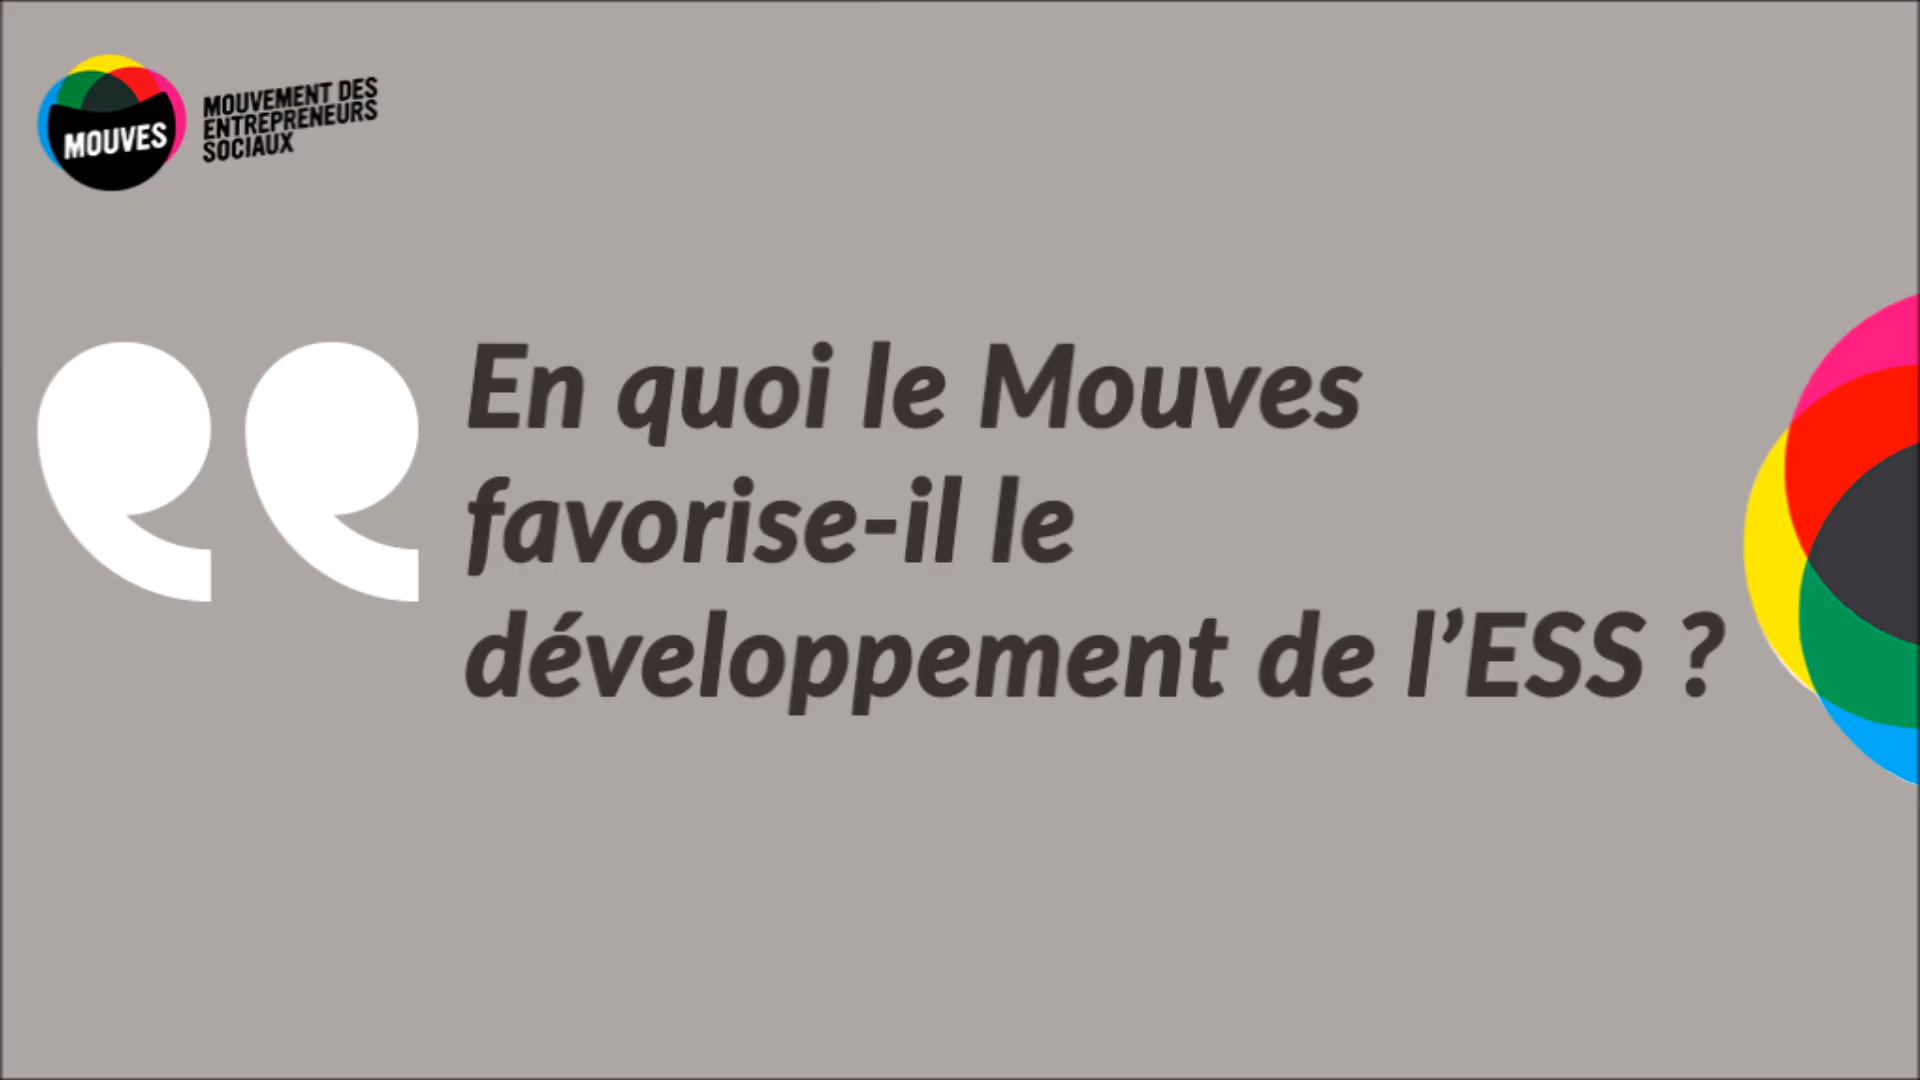 MOUVES
MOUVEMENT DES
ENTREPRENEURS
SOCIAUX
En quoi le Mouves
favorise-il le
développement de l’ESS ?